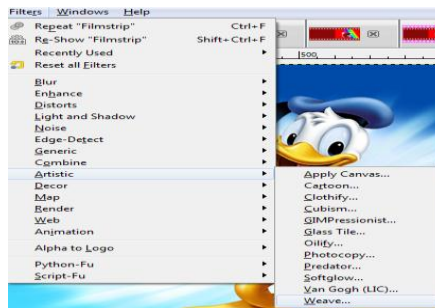 Filters Windows Help
Repeat "Filmstrip" Ctrl+F
Re-Show "Filmstrip" Shift+Ctrl+F
Recently Used
Reset all Filters
500
Blur
Enhance
Distorts
Light and Shadow
Noise
Edge-Detect
Generic
Combine
Artistic
Decor
Map
Render
Web
Animation
Alpha to Logo
Python-Fu
Script-Fu
Apply Canvas...
Cartoon...
Clothify...
Cubism...
GIMPressionist...
Glass Tile...
Oilify...
Photocopy...
Predator...
Softglow...
Van Gogh (LIC)...
Weave...